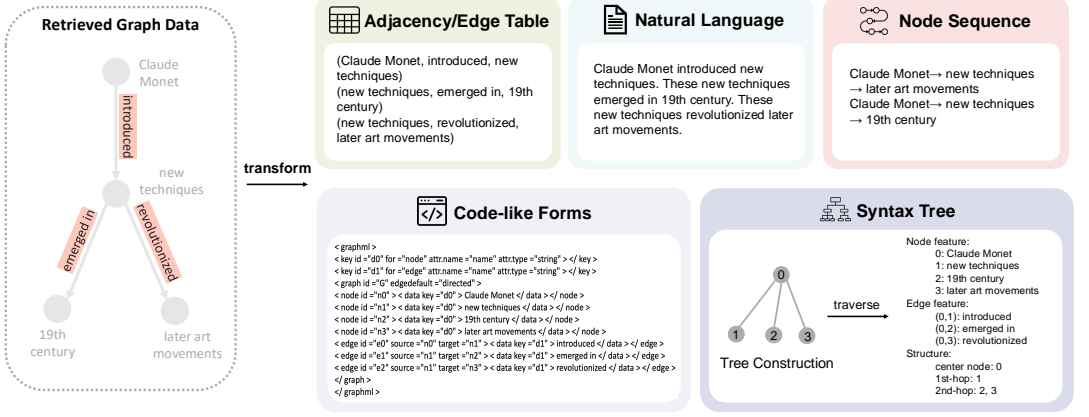 Retrieved Graph Data
Claude
Monet
introduced
new
techniques
emerged in
revolutionized
19th
century
later art
movements
transform
Adjacency/Edge Table
(Claude Monet, introduced, new
techniques)
(new techniques, emerged in, 19th
century)
(new techniques, revolutionized,
later art movements)
Natural Language
Claude Monet introduced new
techniques. These new techniques
emerged in 19th century. These
new techniques revolutionized later
art movements.
Node Sequence
Claude Monet→ new techniques
→ later art movements
Claude Monet→ new techniques
→ 19th century
</> Code-like Forms
< graphml >
< key id ="d0" for ="node" attr.name ="name" attr.type ="string" > </ key >
< key id ="d1" for ="edge" attr.name ="name" attr.type ="string" > </ key >
< graph id ="G" edgedefault ="directed" >
< node id ="n0" > < data key ="d0" > Claude Monet </ data > </ node >
< node id ="n1" > < data key ="d0" > new techniques </ data > </ node >
< node id ="n2" > < data key ="d0" > 19th century </ data > </ node >
< node id ="n3" > < data key ="d0" > later art movements </ data > </ node >
< edge id ="e0" source ="n0" target ="n1" > < data key ="d1" > introduced </ data > </ edge >
< edge id ="e1" source ="n1" target ="n2" > < data key ="d1" > emerged in </ data > </ edge >
< edge id ="e2" source ="n1" target ="n3" > < data key ="d1" > revolutionized </ data > </ edge >
</ graph >
</ graphml >
Syntax Tree
0
1 2 3
Tree Construction
traverse
Node feature:
0: Claude Monet
1: new techniques
2: 19th century
3: later art movements
Edge feature:
(0,1): introduced
(0,2): emerged in
(0,3): revolutionized
Structure:
center node: 0
1st-hop: 1
2nd-hop: 2, 3